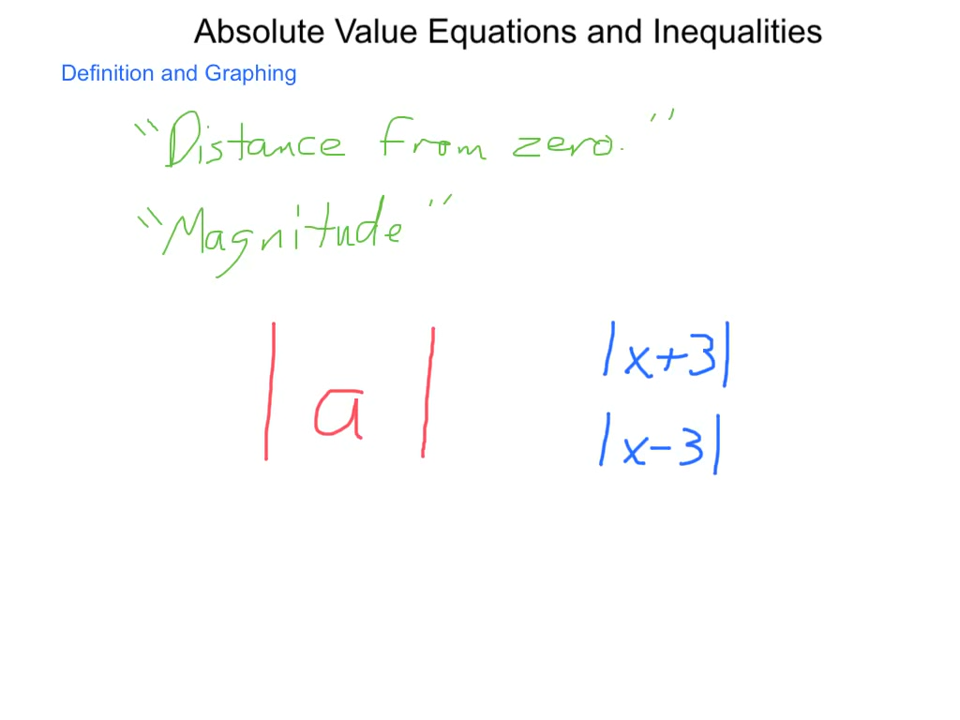 Absolute Value Equations and Inequalities
Definition and Graphing
"Distance from zero."
"Magnitude"
|a|
|x+3|
|x-3|